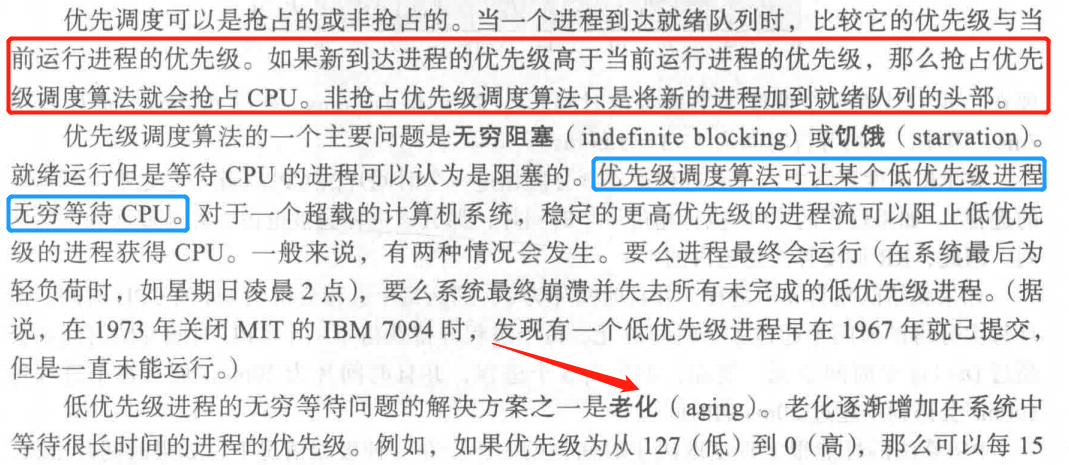 优先调度可以是抢占的或非抢占的。当一个进程到达就绪队列时，比较它的优先级与当
前运行进程的优先级。如果新到达进程的优先级高于当前运行进程的优先级，那么抢占优先
级调度算法就会抢占 CPU。非抢占优先级调度算法只是将新的进程加到就绪队列的头部。
优先级调度算法的一个主要问题是无穷阻塞（indefinite blocking）或饥饿（starvation）。
就绪运行但是等待 CPU 的进程可以认为是阻塞的。优先级调度算法可让某个低优先级进程
无穷等待 CPU。对于一个超载的计算机系统，稳定的更高优先级的进程流可以阻止低优先
级的进程获得 CPU。一般来说，有两种情况会发生。要么进程最终会运行（在系统最后为
轻负荷时，如星期日凌晨 2 点），要么系统最终崩溃并失去所有未完成的低优先级进程。（据
说，在 1973 年关闭 MIT 的 IBM 7094 时，发现有一个低优先级进程早在 1967 年就已提交，
但是一直未能运行。）
低优先级进程的无穷等待问题的解决方案之一是老化（aging）。老化逐渐增加在系统中
等待很长时间的进程的优先级。例如，如果优先级为从 127（低）到 0（高），那么可以每 15